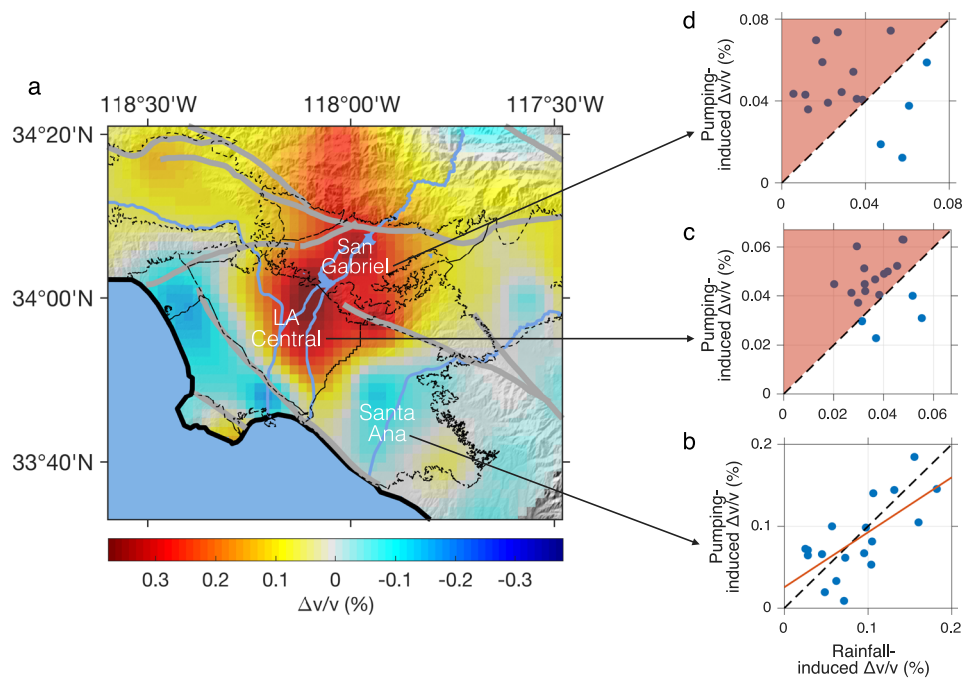 a
118°30'W
118°00'W
117°30'W
34°20'N
34°00'N
33°40'N
San
Gabriel
LA
Central
Santa
Ana
0.3
0.2
0.1
0
-0.1
-0.2
-0.3
Δv/v (%)
d
Pumping-
induced Δv/v (%)
0.08
0.04
0
0
0.04
0.08
c
Pumping-
induced Δv/v (%)
0.06
0.04
0.02
0
0
0.02
0.04
0.06
b
Pumping-
induced Δv/v (%)
0.2
0.1
0
0
0.1
0.2
Rainfall-
induced Δv/v (%)